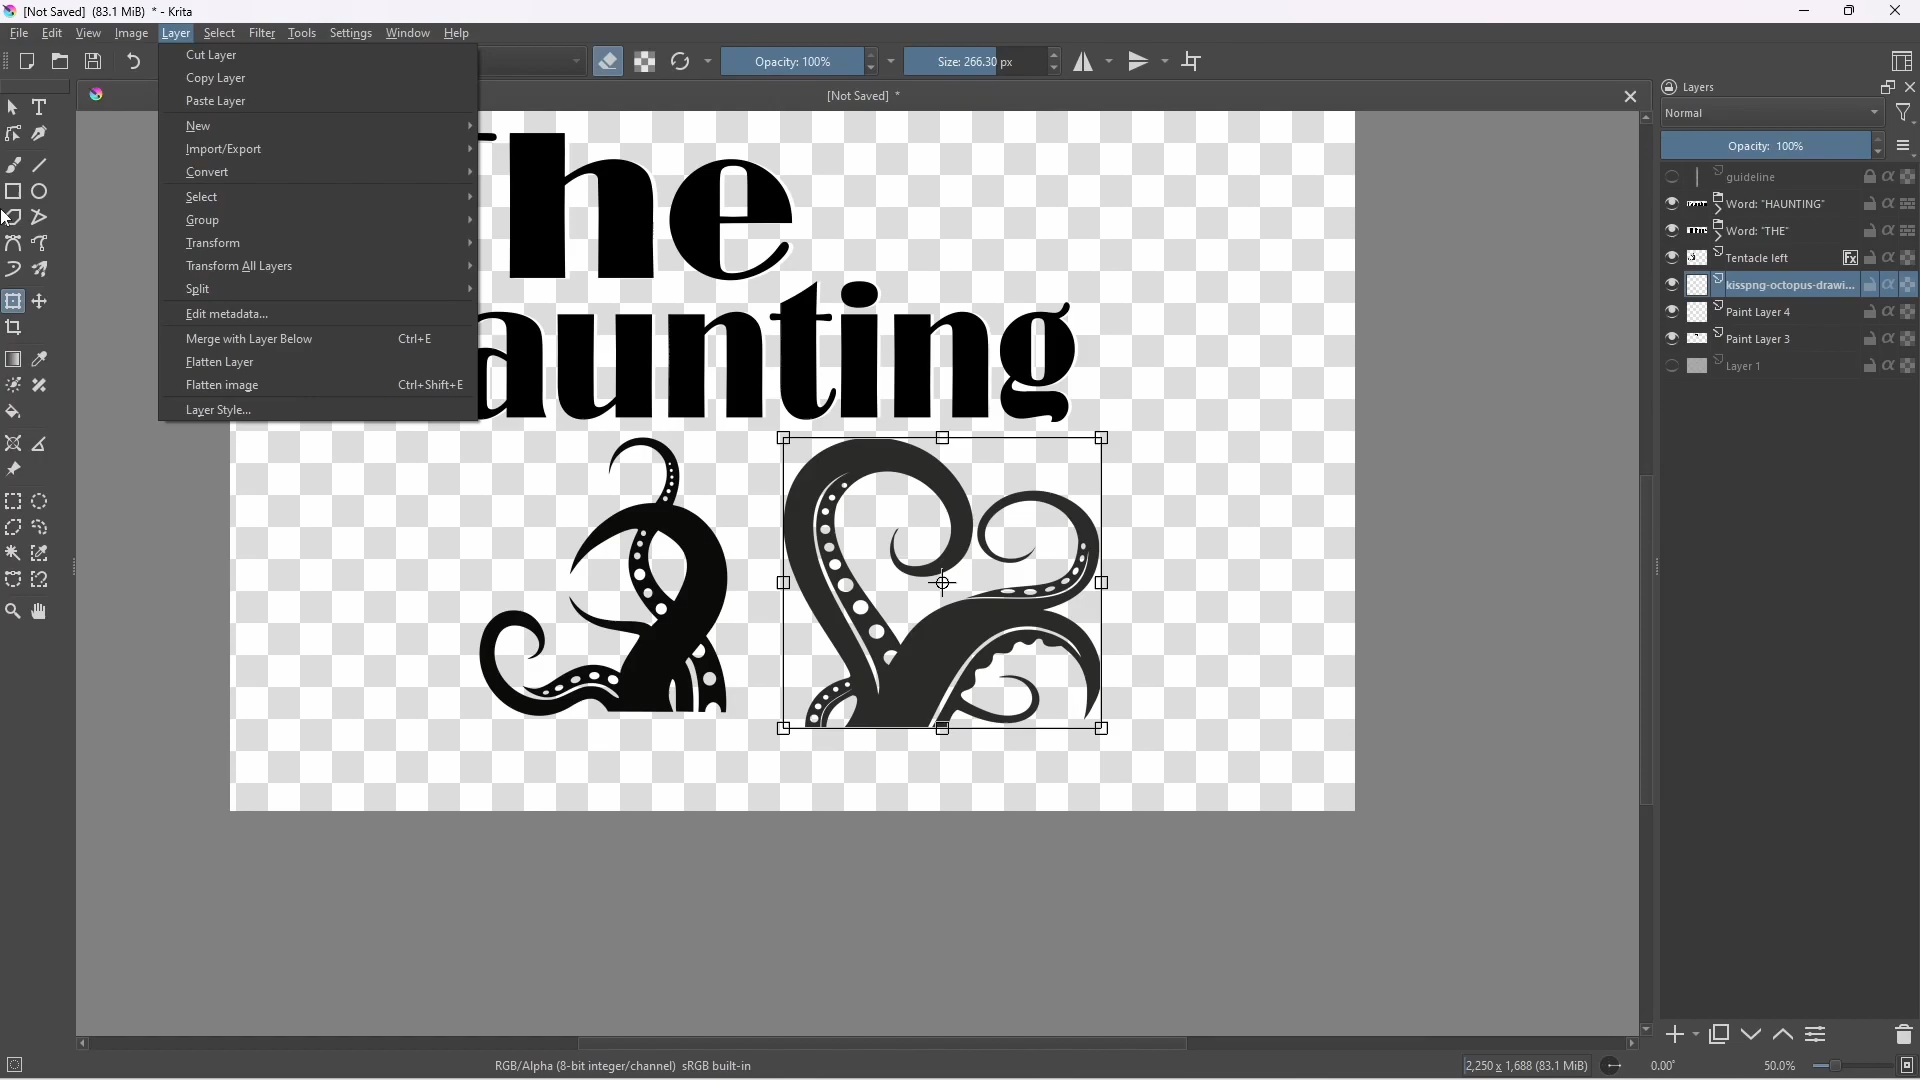 [Not Saved] (83.1 MiB) * - Krita
File Edit View Image Layer Select Filter Tools Settings Window Help
Opacity: 100%
Size: 266.30 px
[Not Saved] *
Cut Layer
Copy Layer
Paste Layer
New
Import/Export
Convert
Select
Group
Transform
Transform All Layers
Split
Edit metadata...
Merge with Layer Below Ctrl+E
Flatten Layer
Flatten image Ctrl+Shift+E
Layer Style...
The
aunting
Layers
Normal
Opacity: 100%
guideline
Word: "HAUNTING"
Word: "THE"
Tentacle left Fx
kisspng-octopus-drawi...
Paint Layer 4
Paint Layer 3
Layer 1
RGB/Alpha (8-bit integer/channel) sRGB built-in
2,250 x 1,688 (83.1 MiB)
0.00°
50.0%